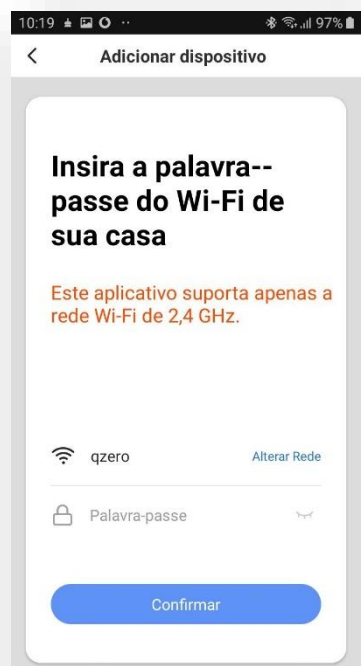 10:19 97%
Adicionar dispositivo
Insira a palavra--
passe do Wi-Fi de
sua casa
Este aplicativo suporta apenas a
rede Wi-Fi de 2,4 GHz.
qzero Alterar Rede
Palavra-passe
Confirmar